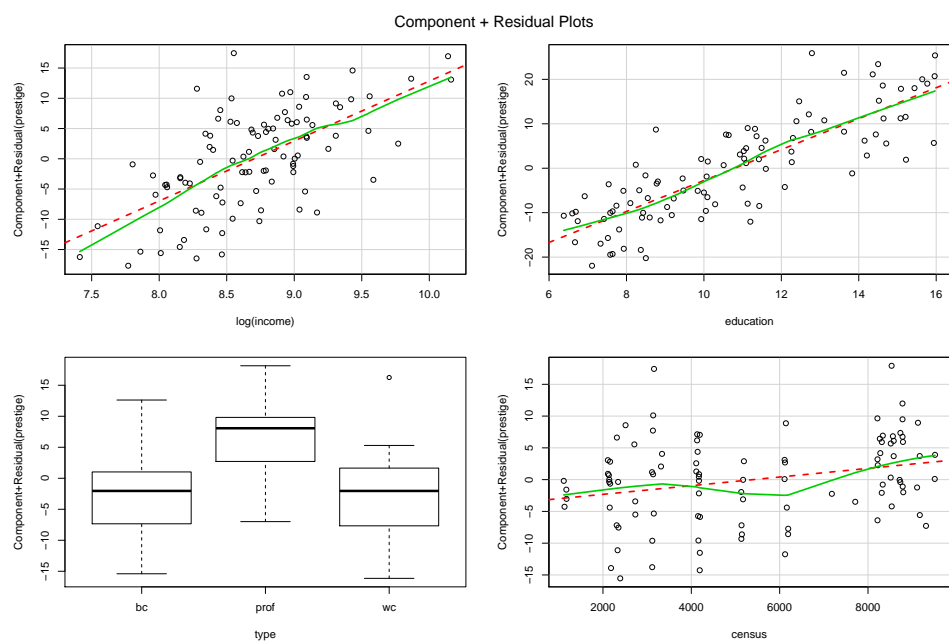 Component + Residual Plots
Component+Residual(prestige)
15
10
5
0
−5
−10
−15
7.5 8.0 8.5 9.0 9.5 10.0
log(income)
Component+Residual(prestige)
20
10
0
−10
−20
6 8 10 12 14 16
education
Component+Residual(prestige)
15
10
5
0
−5
−10
−15
bc prof wc
type
Component+Residual(prestige)
15
10
5
0
−5
−10
−15
2000 4000 6000 8000
census